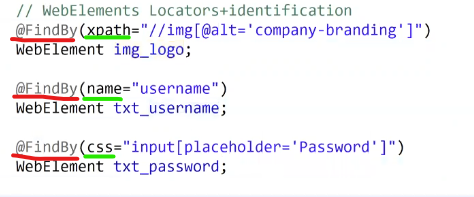 // WebElements Locators+identification
@FindBy(xpath="//img[@alt='company-branding']")
WebElement img_logo;
@FindBy(name="username")
WebElement txt_username;
@FindBy(css="input[placeholder='Password']")
WebElement txt_password;